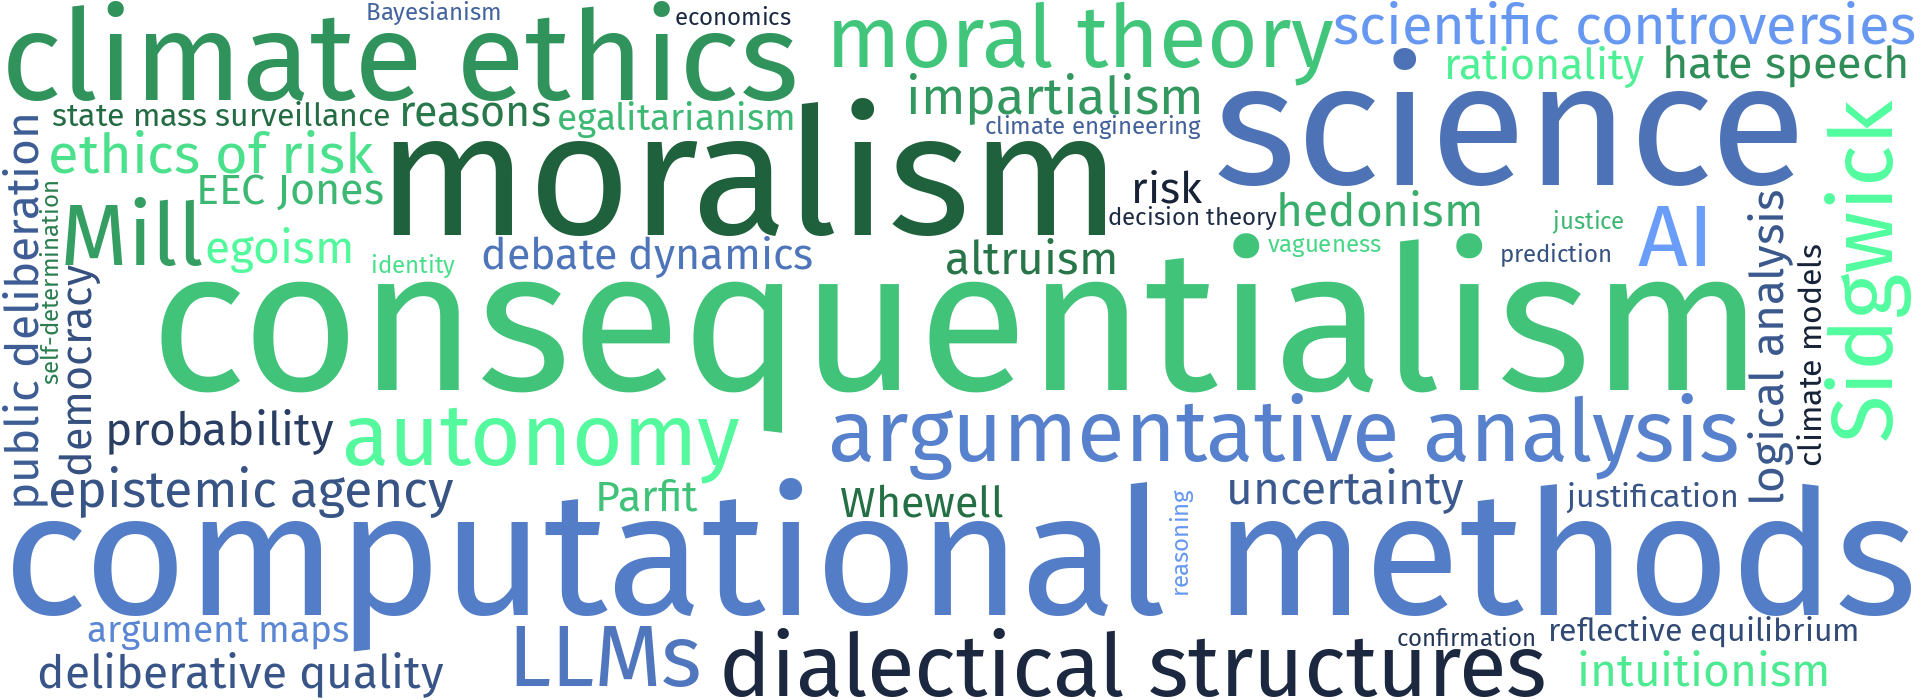 Bayesianism
economics
climate ethics
moral theory
scientific controversies
rationality
hate speech
state mass surveillance
reasons
egalitarianism
impartialism
climate engineering
science
ethics of risk
moralism
EEC Jones
risk
decision theory
hedonism
justice
Mill
egoism
identity
debate dynamics
altruism
vagueness
prediction
AI
public deliberation
self-determination
democracy
consequentialism
logical analysis
climate models
Sidgwick
probability
autonomy
argumentative analysis
epistemic agency
Parfit
Whewell
uncertainty
justification
reasoning
computational methods
argument maps
LLMs
dialectical structures
confirmation
reflective equilibrium
deliberative quality
intuitionism